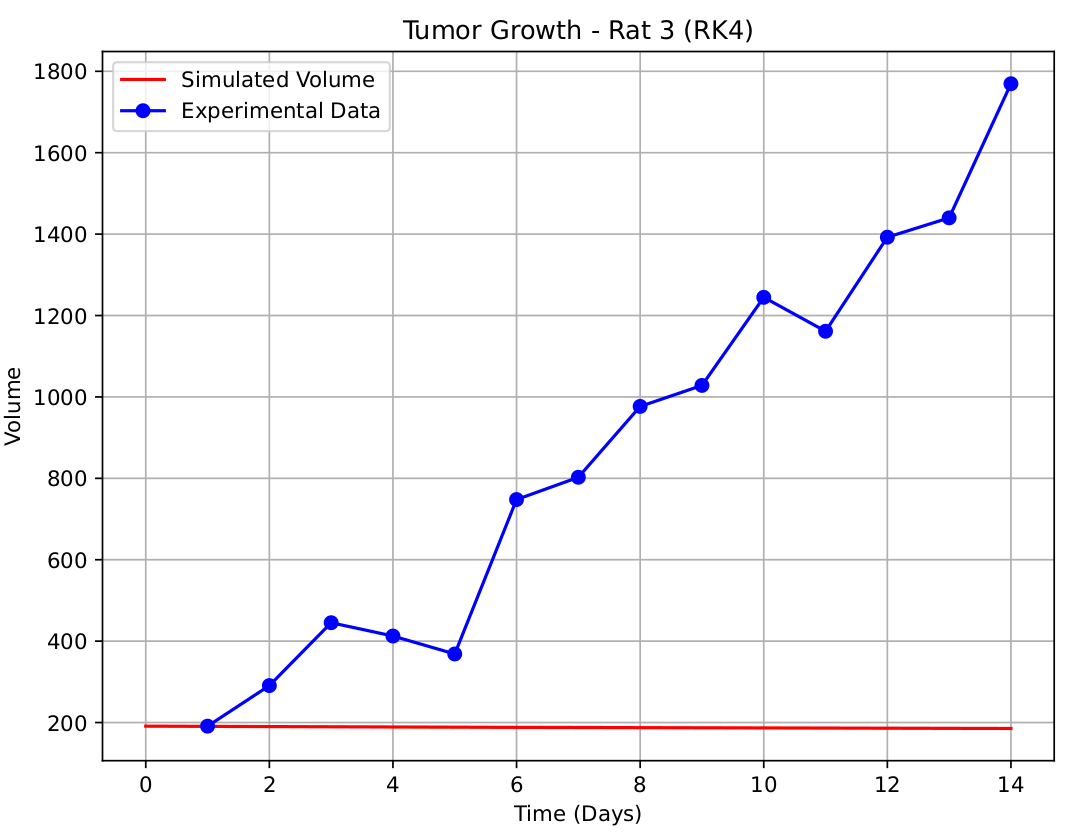 Tumor Growth - Rat 3 (RK4)
Simulated Volume
Experimental Data
1800
1600
1400
1200
1000
800
600
400
200
Volume
0 2 4 6 8 10 12 14
Time (Days)